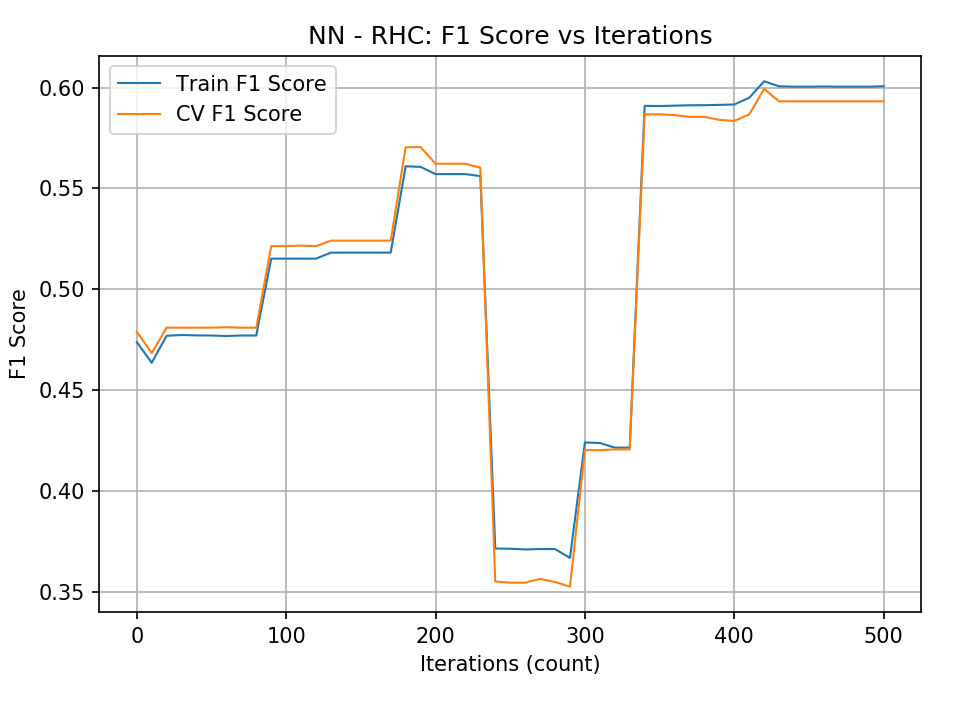 NN - RHC: F1 Score vs Iterations
Train F1 Score
CV F1 Score
0.60
0.55
0.50
0.45
0.40
0.35
F1 Score
0 100 200 300 400 500
Iterations (count)